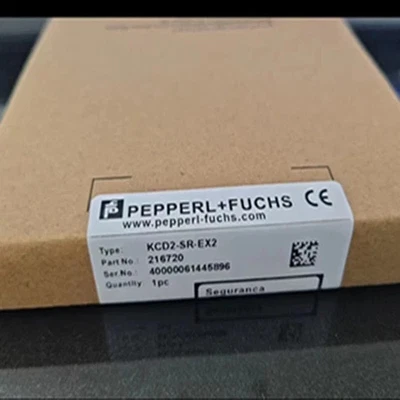 PEPPERL+FUCHS CE
pepperl-fuchs.com
Type: KCD2-SR-EX2
Part No.: 216720
Ser.No.: 40000061445896
Quantity: 1pc
Seguranca